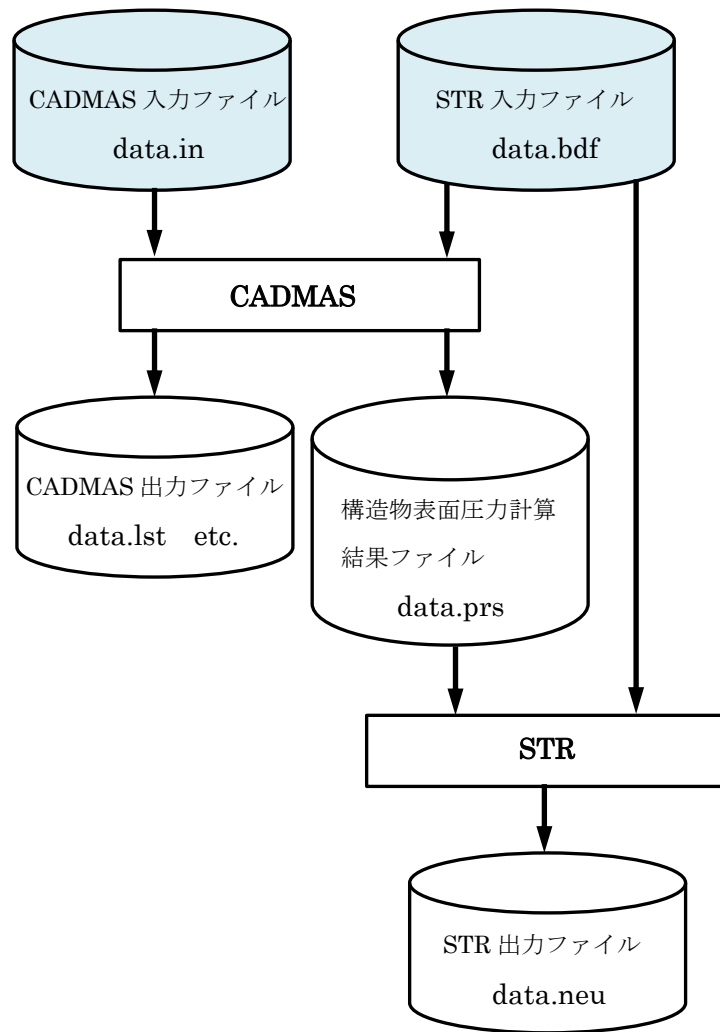 CADMAS 入力ファイル
data.in
STR 入力ファイル
data.bdf
CADMAS
CADMAS 出力ファイル
data.lst etc.
構造物表面圧力計算
結果ファイル
data.prs
STR
STR 出力ファイル
data.neu